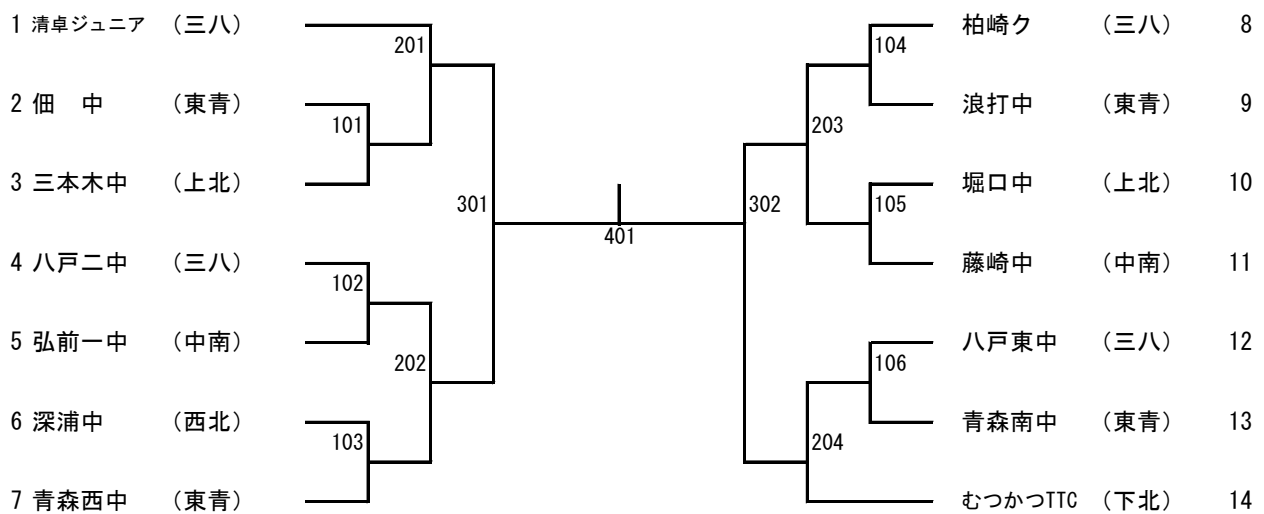 1 清卓ジュニア （三八）
201
2 佃　中 （東青）
101
3 三本木中 （上北）
301
4 八戸二中 （三八）
102
5 弘前一中 （中南）
202
6 深浦中 （西北）
103
7 青森西中 （東青）
401
柏崎ク （三八） 8
104
浪打中 （東青） 9
203
堀口中 （上北） 10
302
105
藤崎中 （中南） 11
八戸東中 （三八） 12
106
青森南中 （東青） 13
204
むつかつTTC （下北） 14